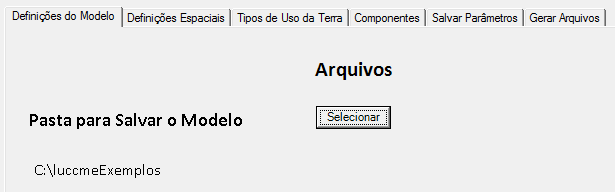 Definições do Modelo Definições Espaciais Tipos de Uso da Terra Componentes Salvar Parâmetros Gerar Arquivos
Arquivos
Pasta para Salvar o Modelo Selecionar
C:\luccmeExemplos